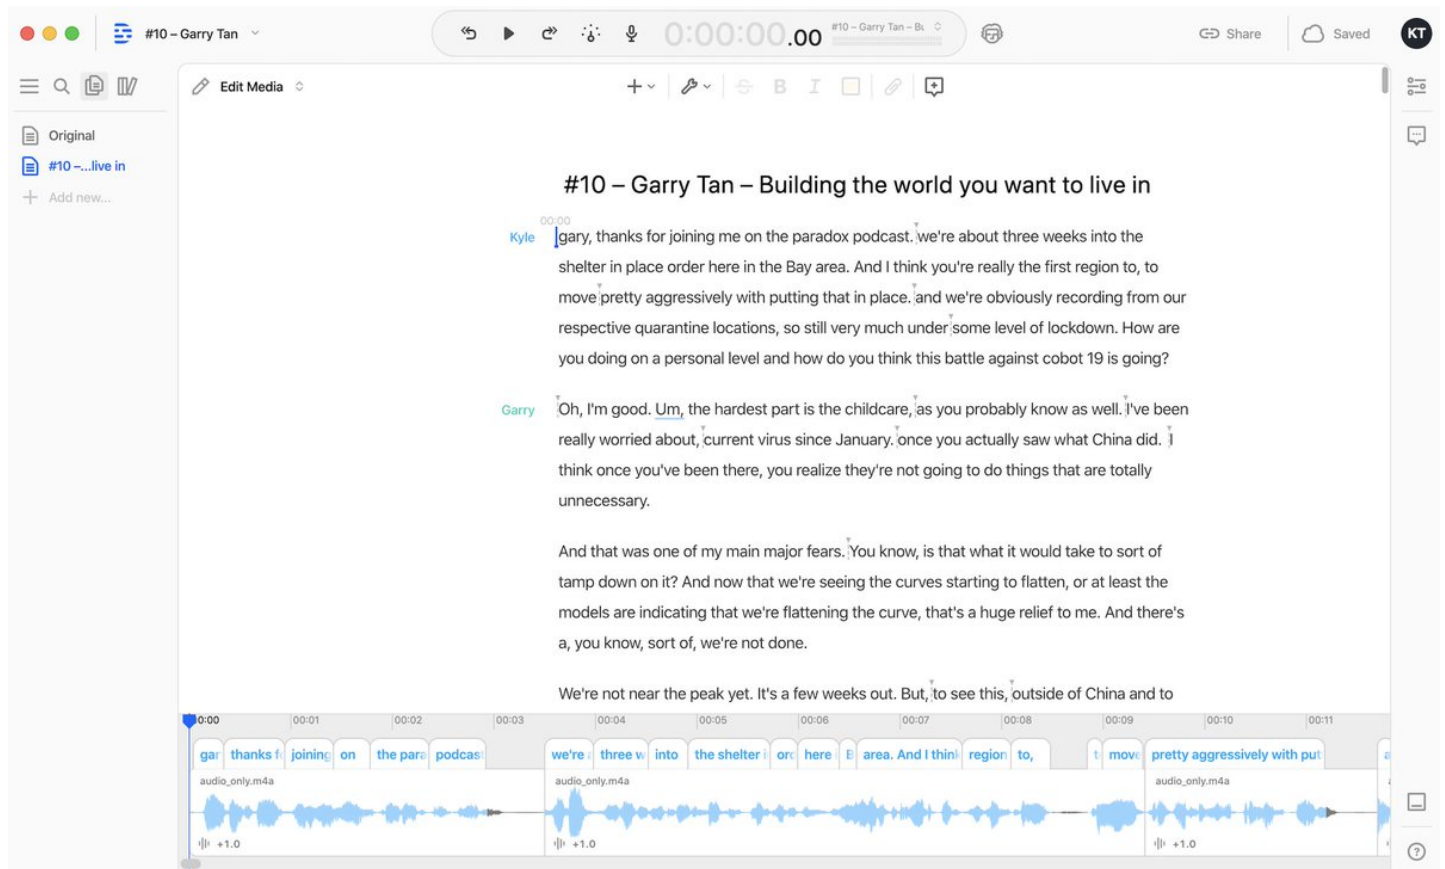 #10 – Garry Tan
0:00:00.00
#10 – Garry Tan – Bu
Share
Saved
KT
Edit Media
B I
Original
#10 –...live in
Add new...
#10 – Garry Tan – Building the world you want to live in
00:00
Kyle
gary, thanks for joining me on the paradox podcast. we're about three weeks into the
shelter in place order here in the Bay area. And I think you're really the first region to, to
move pretty aggressively with putting that in place. and we're obviously recording from our
respective quarantine locations, so still very much under some level of lockdown. How are
you doing on a personal level and how do you think this battle against cobot 19 is going?
Garry
Oh, I'm good. Um, the hardest part is the childcare, as you probably know as well. I've been
really worried about, current virus since January. once you actually saw what China did. I
think once you've been there, you realize they're not going to do things that are totally
unnecessary.
And that was one of my main major fears. You know, is that what it would take to sort of
tamp down on it? And now that we're seeing the curves starting to flatten, or at least the
models are indicating that we're flattening the curve, that's a huge relief to me. And there's
a, you know, sort of, we're not done.
We're not near the peak yet. It's a few weeks out. But, to see this, outside of China and to
0:00 00:01 00:02 00:03 00:04 00:05 00:06 00:07 00:08 00:09 00:10 00:11
gar thanks f joining on the para podcas we're three w into the shelter i orc here B area. And I think region to, t move pretty aggressively with put a
audio_only.m4a audio_only.m4a audio_only.m4a
+1.0 +1.0 +1.0